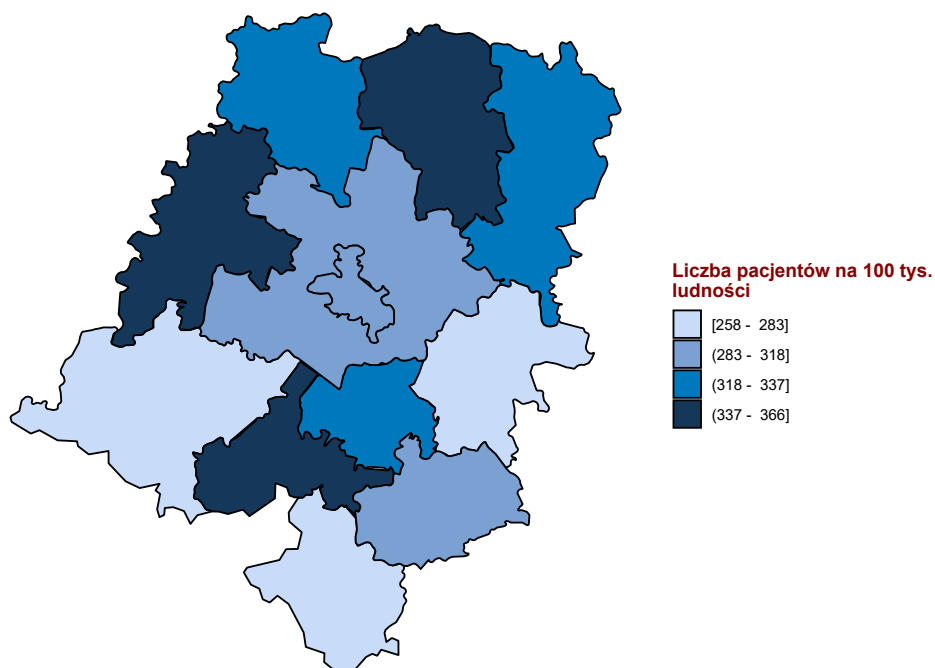 Liczba pacjentów na 100 tys.
ludności
[258 - 283]
(283 - 318]
(318 - 337]
(337 - 366]